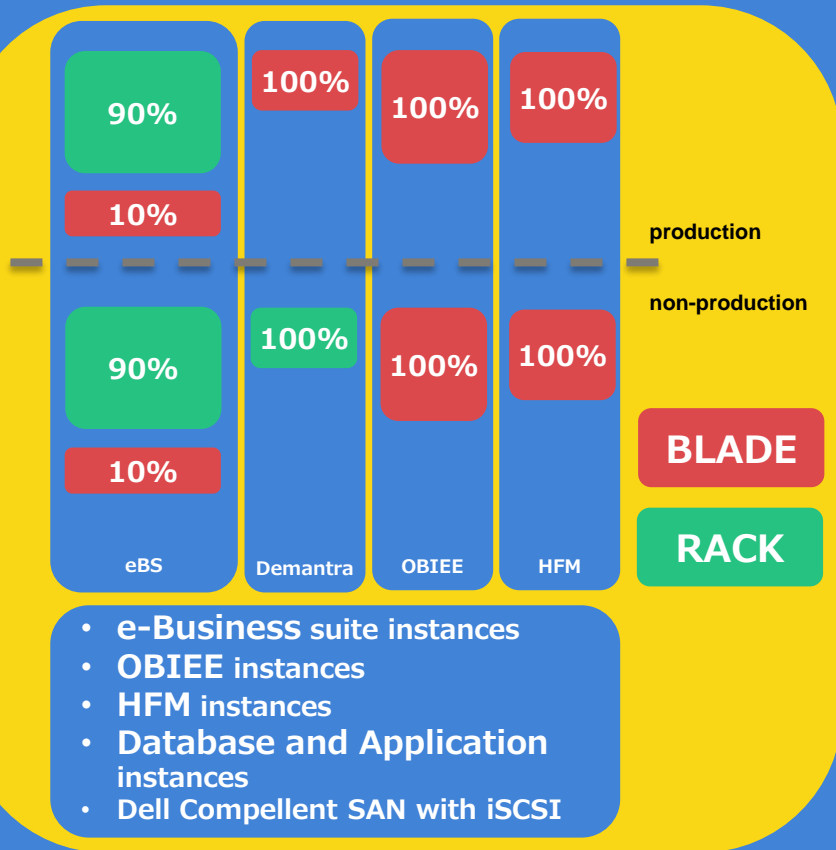 90%
100%
100%
100%
10%
production
non-production
90%
100%
100%
100%
10%
BLADE
RACK
eBS
Demantra
OBIEE
HFM
• e-Business suite instances
• OBIEE instances
• HFM instances
• Database and Application
instances
• Dell Compellent SAN with iSCSI